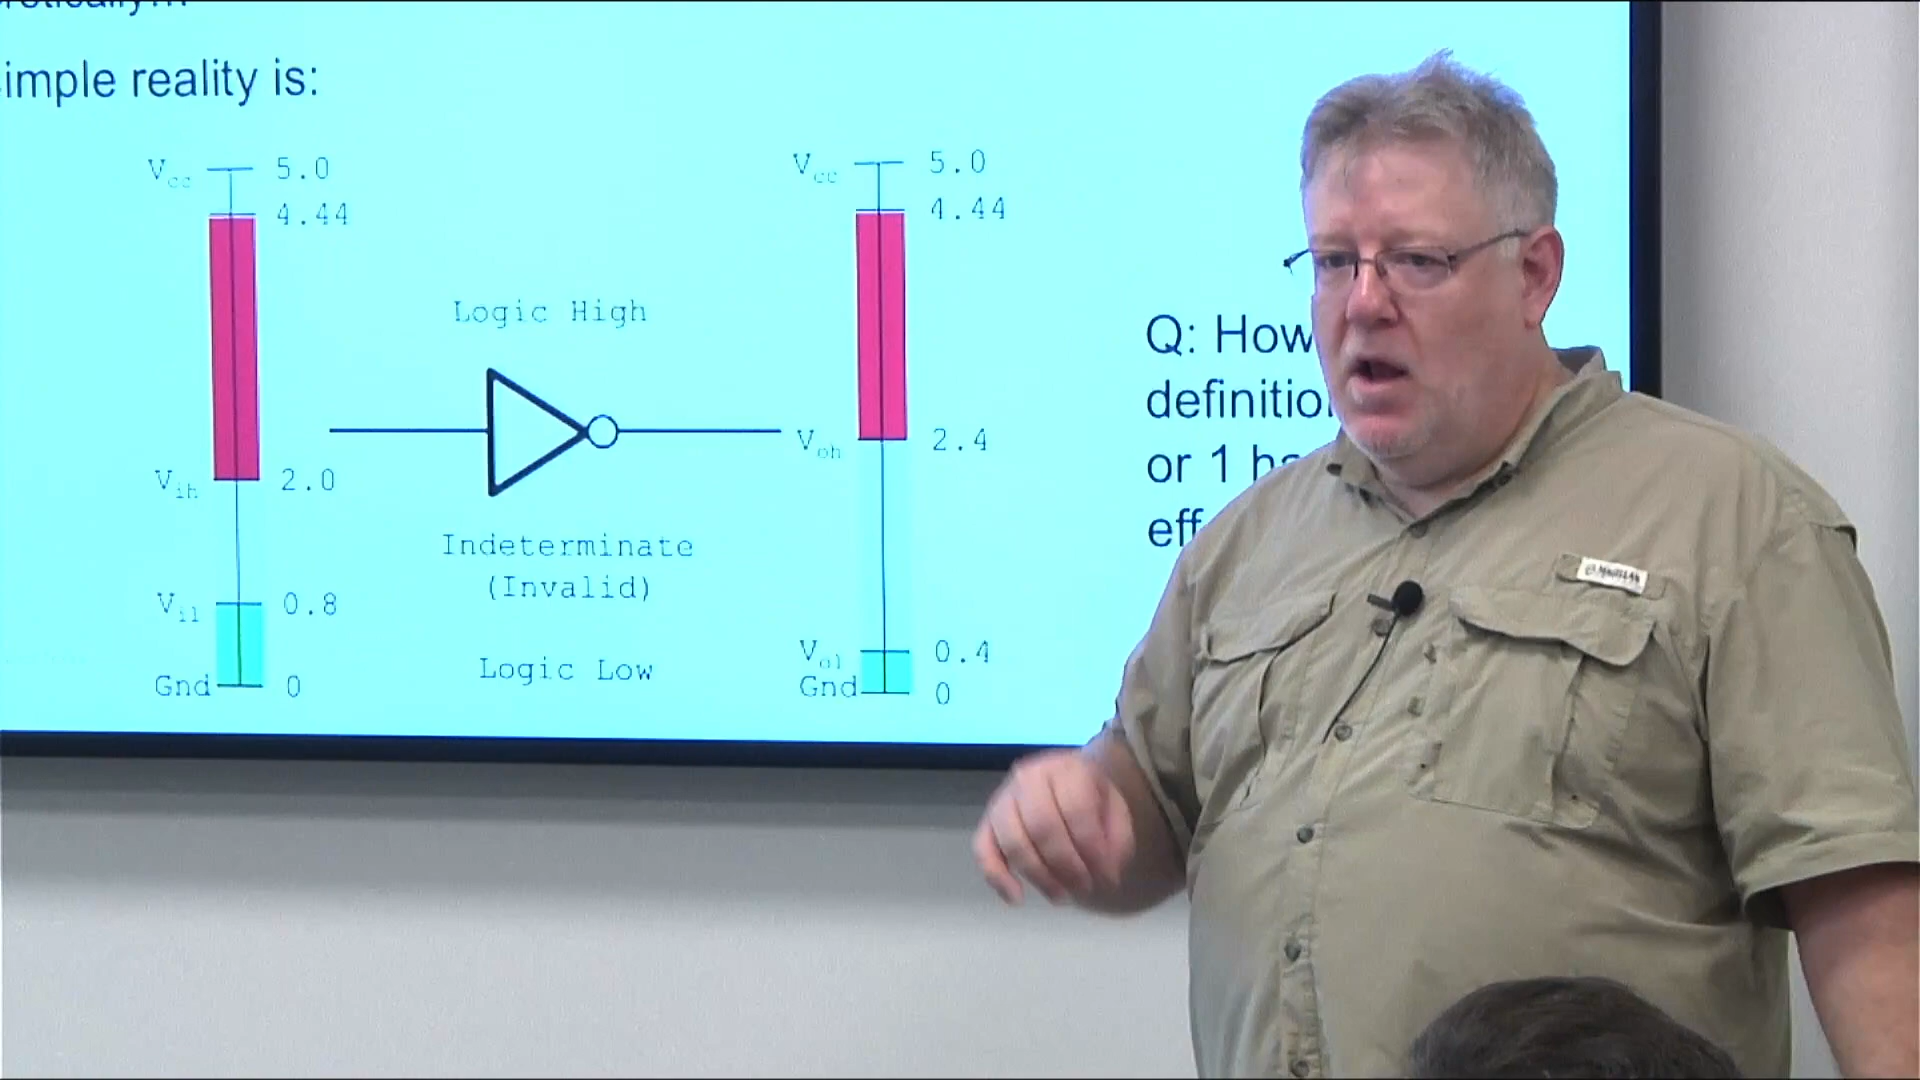 imple reality is:
Vcc 5.0
4.44
Vih 2.0
Vil 0.8
Gnd 0
Logic High
Indeterminate
(Invalid)
Logic Low
Vcc 5.0
4.44
Voh 2.4
Vol 0.4
Gnd 0
Q: How
definitio
or 1 ha
eff
MAGELLAN